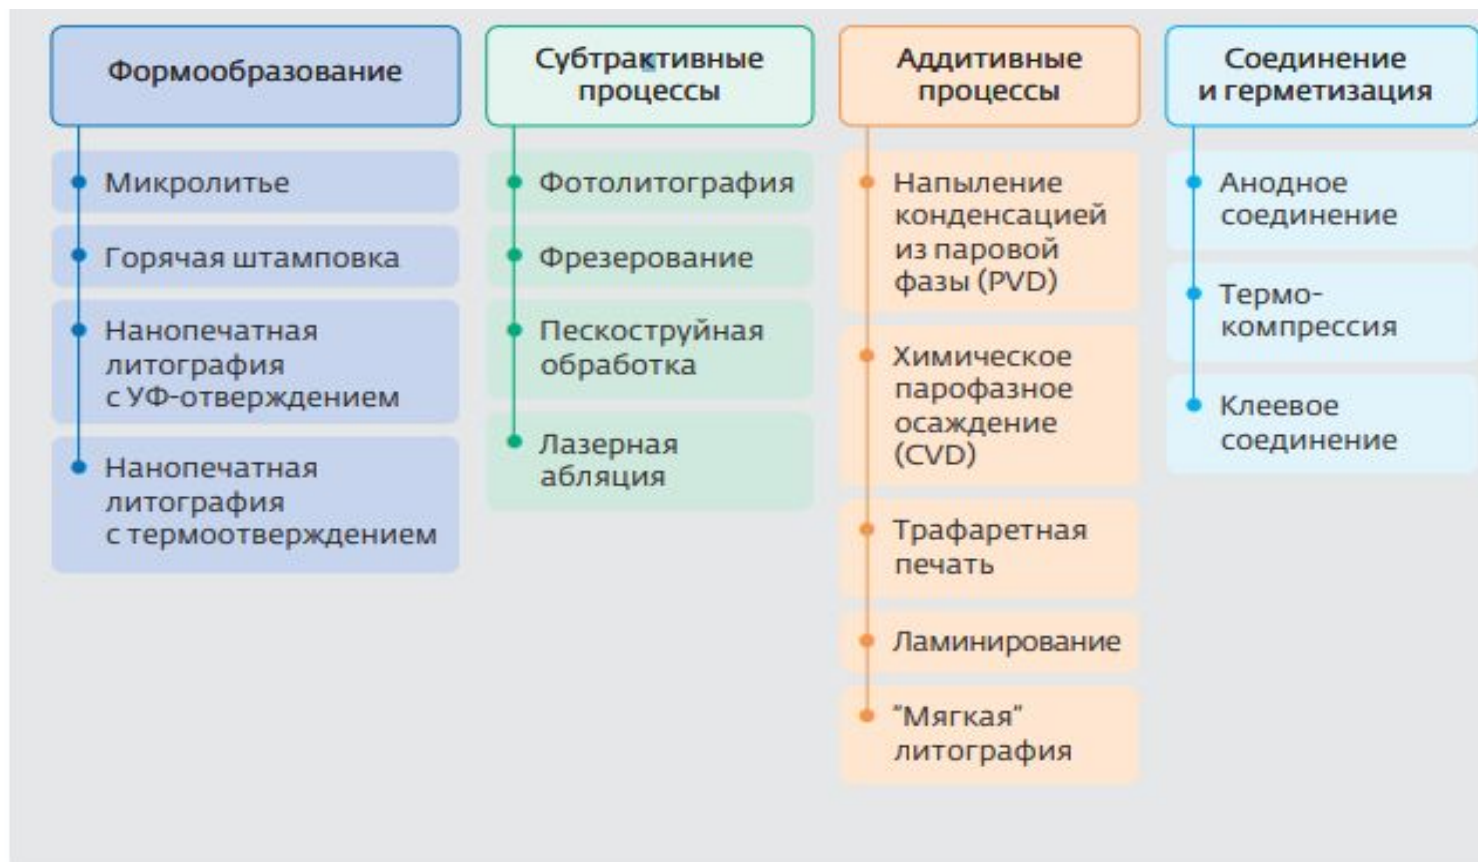 Формообразование
Микролитье
Горячая штамповка
Нанопечатная
литография
с УФ-отверждением
Нанопечатная
литография
с термоотверждением
Субтрактивные
процессы
Фотолитография
Фрезерование
Пескоструйная
обработка
Лазерная
абляция
Аддитивные
процессы
Напыление
конденсацией
из паровой
фазы (PVD)
Химическое
парофазное
осаждение
(CVD)
Трафаретная
печать
Ламинирование
"Мягкая"
литография
Соединение
и герметизация
Анодное
соединение
Термо-
компрессия
Клеевое
соединение